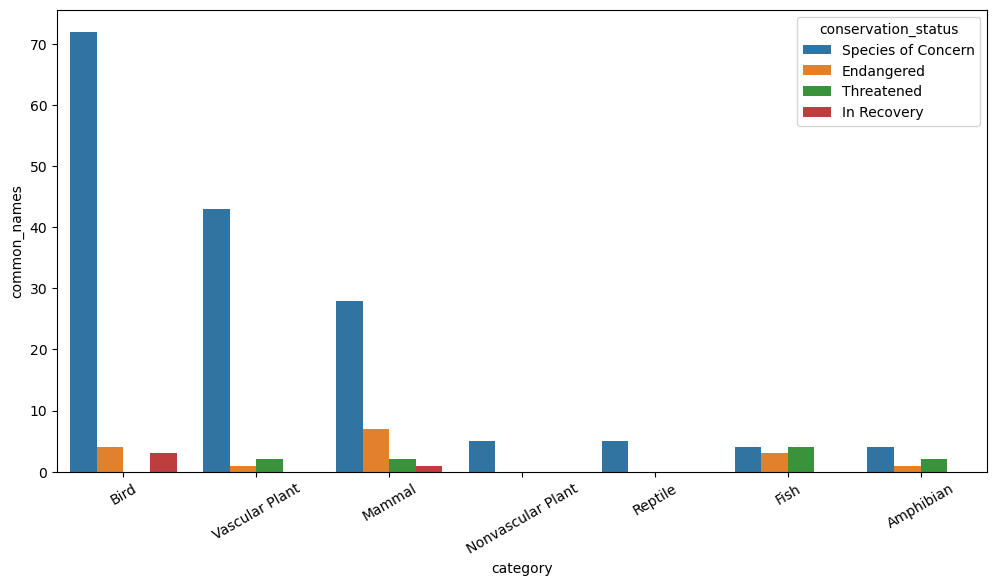 conservation_status
Species of Concern
Endangered
Threatened
In Recovery
common_names
70
60
50
40
30
20
10
0
Bird
Vascular Plant
Mammal
Nonvascular Plant
Reptile
Fish
Amphibian
category